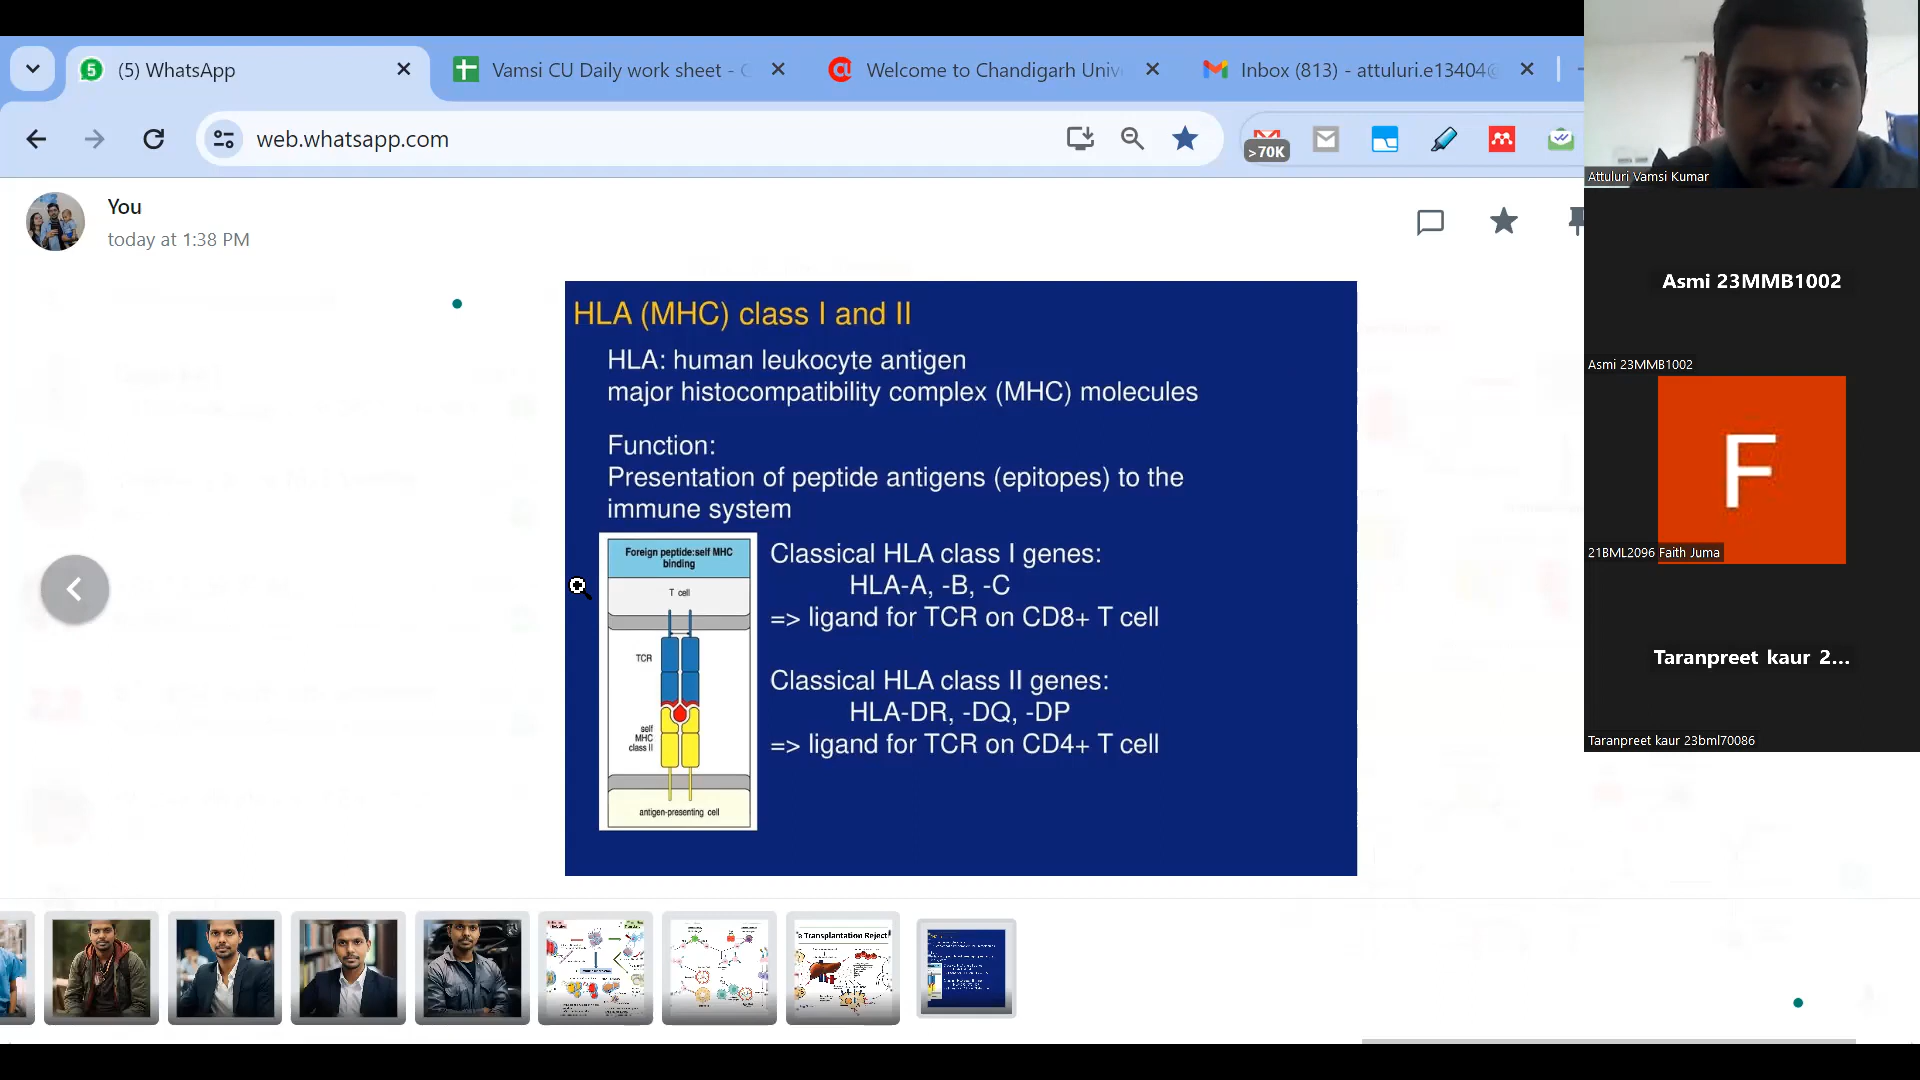 5
(5) WhatsApp
Vamsi CU Daily work sheet -
Welcome to Chandigarh Univ
Inbox (813) - attuluri.e13404@
web.whatsapp.com
>70K
You
today at 1:38 PM
HLA (MHC) class I and II
HLA: human leukocyte antigen
major histocompatibility complex (MHC) molecules
Function:
Presentation of peptide antigens (epitopes) to the
immune system
Foreign peptide:self MHC
binding
T cell
TCR
self
MHC
class II
antigen-presenting cell
Classical HLA class I genes:
HLA-A, -B, -C
=> ligand for TCR on CD8+ T cell
Classical HLA class II genes:
HLA-DR, -DQ, -DP
=> ligand for TCR on CD4+ T cell
Transplantation Reject
Attuluri Vamsi Kumar
Asmi 23MMB1002
Asmi 23MMB1002
F
21BML2096 Faith Juma
Taranpreet kaur 2...
Taranpreet kaur 23bml70086